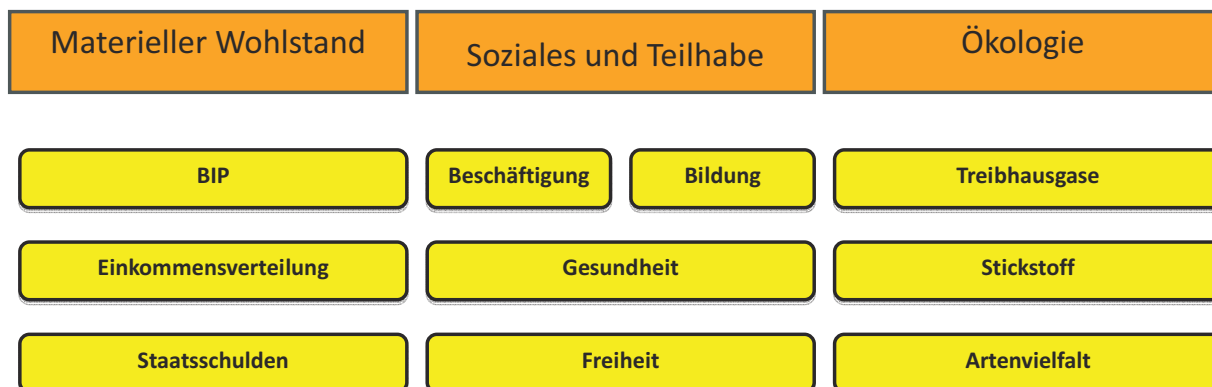 Materieller Wohlstand
Soziales und Teilhabe
Ökologie
BIP
Beschäftigung
Bildung
Treibhausgase
Einkommensverteilung
Gesundheit
Stickstoff
Staatsschulden
Freiheit
Artenvielfalt